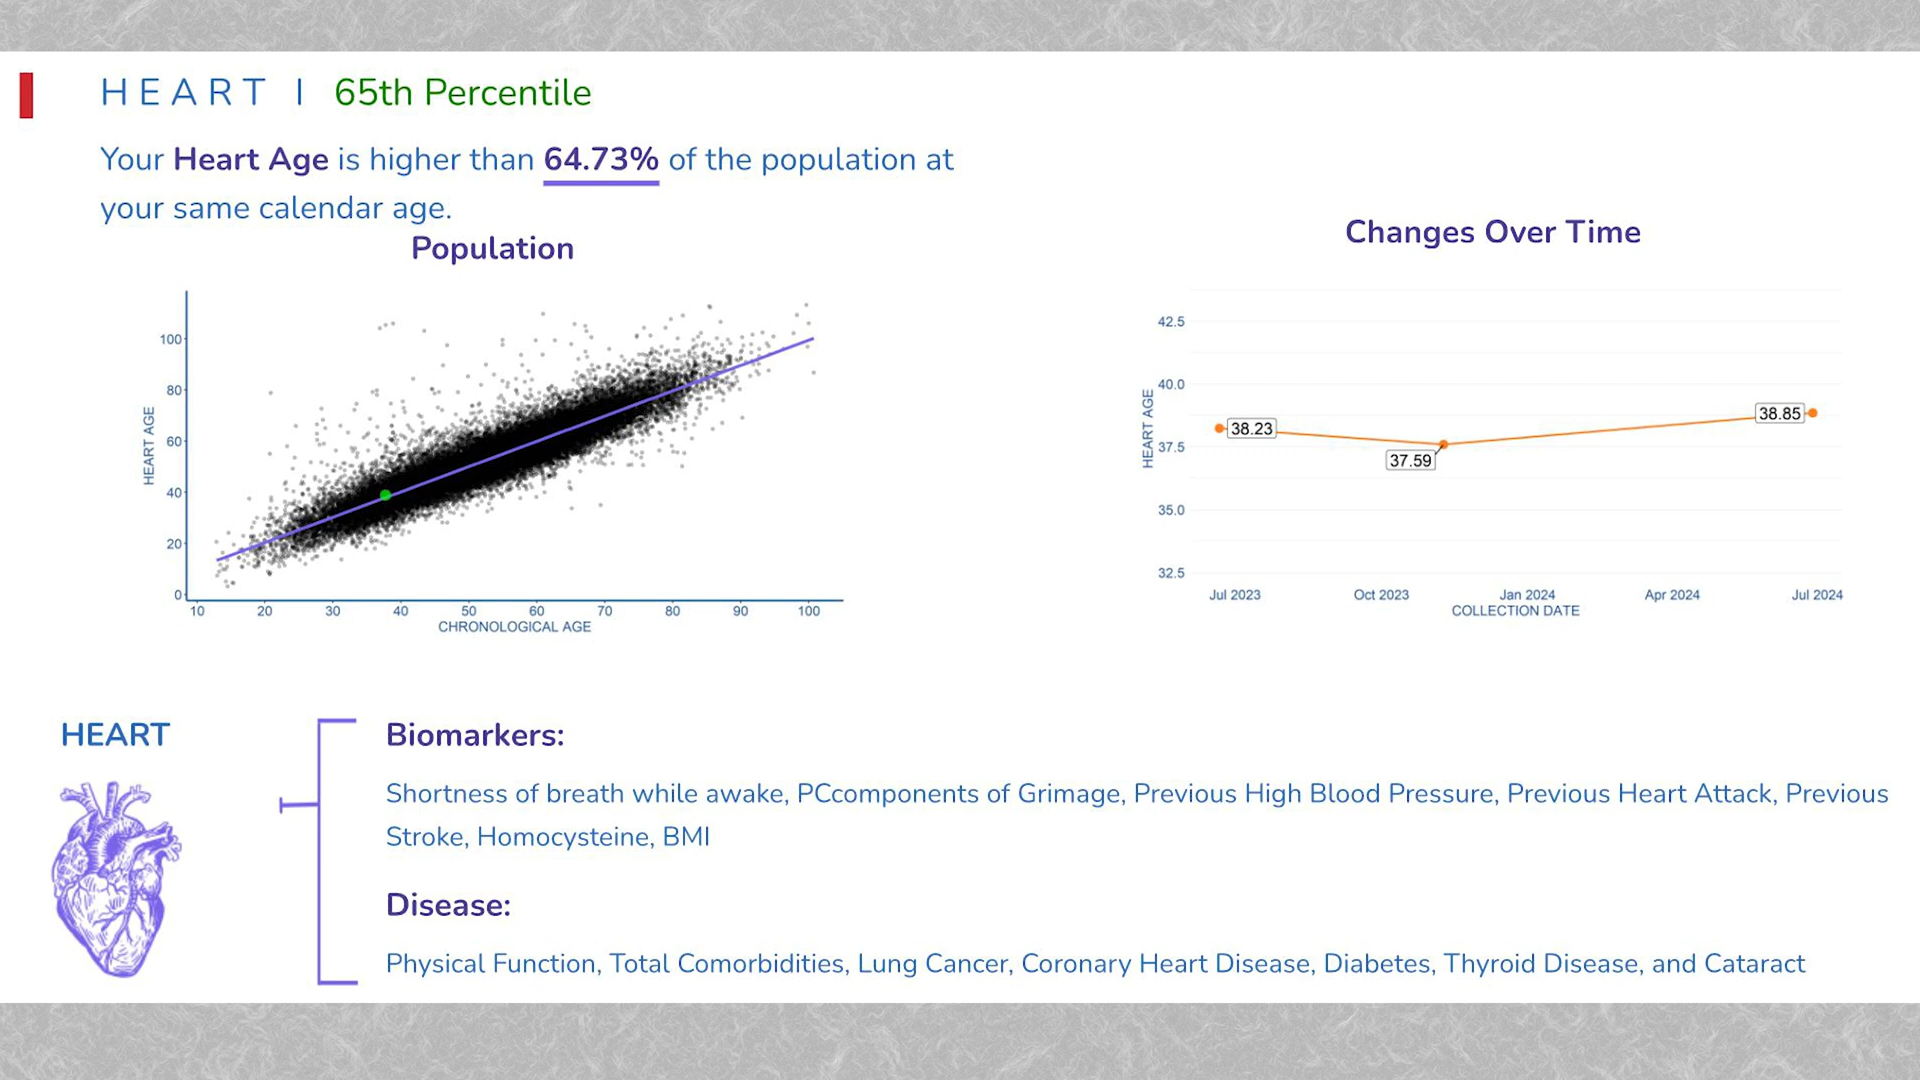 HEART | 65th Percentile
Your Heart Age is higher than 64.73% of the population at
your same calendar age.
Population
HEART AGE
100
80
60
40
20
0
10 20 30 40 50 60 70 80 90 100
CHRONOLOGICAL AGE
Changes Over Time
HEART AGE
42.5
40.0
37.5
35.0
32.5
38.23
37.59
38.85
Jul 2023 Oct 2023 Jan 2024 Apr 2024 Jul 2024
COLLECTION DATE
HEART
Biomarkers:
Shortness of breath while awake, PCcomponents of Grimage, Previous High Blood Pressure, Previous Heart Attack, Previous
Stroke, Homocysteine, BMI
Disease:
Physical Function, Total Comorbidities, Lung Cancer, Coronary Heart Disease, Diabetes, Thyroid Disease, and Cataract